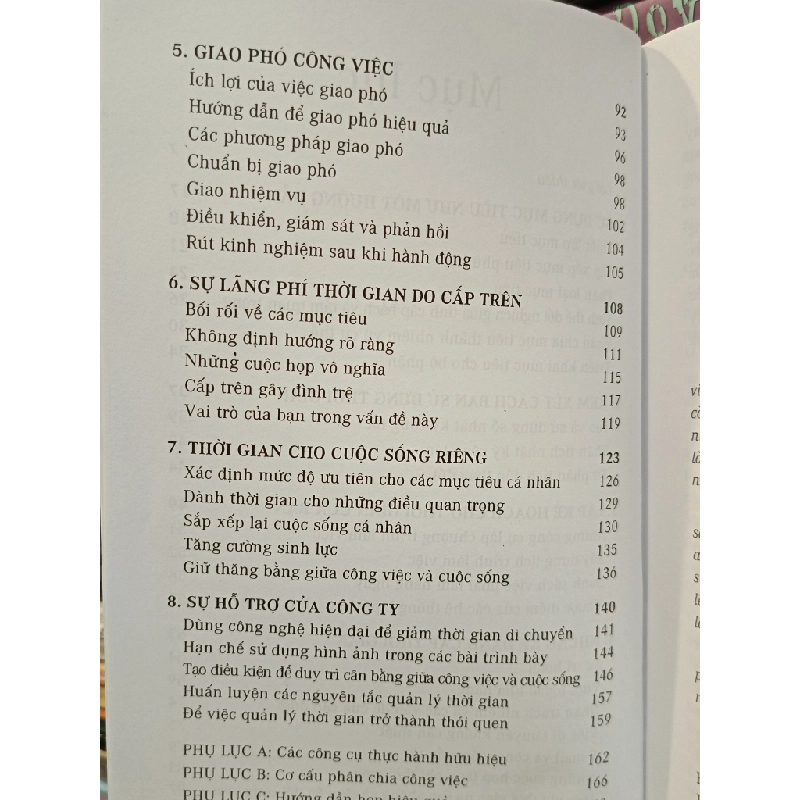 5. GIAO PHÓ CÔNG VIỆC 92
Ích lợi của việc giao phó 93
Hướng dẫn để giao phó hiệu quả 96
Các phương pháp giao phó 98
Chuẩn bị giao phó 98
Giao nhiệm vụ 102
Điều khiển, giám sát và phản hồi 104
Rút kinh nghiệm sau khi hành động 105
6. SỰ LÃNG PHÍ THỜI GIAN DO CẤP TRÊN 108
Bối rối về các mục tiêu 109
Không định hướng rõ ràng 111
Những cuộc họp vô nghĩa 115
Cấp trên gây đình trệ 117
Vai trò của bạn trong vấn đề này 119
7. THỜI GIAN CHO CUỘC SỐNG RIÊNG 123
Xác định mức độ ưu tiên cho các mục tiêu cá nhân 126
Dành thời gian cho những điều quan trọng 129
Sắp xếp lại cuộc sống cá nhân 130
Tăng cường sinh lực 135
Giữ thăng bằng giữa công việc và cuộc sống 136
8. SỰ HỖ TRỢ CỦA CÔNG TY 140
Dùng công nghệ hiện đại để giảm thời gian di chuyển 141
Hạn chế sử dụng hình ảnh trong các bài trình bày 144
Tạo điều kiện để duy trì cân bằng giữa công việc và cuộc sống 146
Huấn luyện các nguyên tắc quản lý thời gian 157
Để việc quản lý thời gian trở thành thói quen 159
PHỤ LỤC A: Các công cụ thực hành hữu hiệu 162
PHỤ LỤC B: Cơ cấu phân chia công việc 166
PHỤ LỤC C: Hướng dẫn